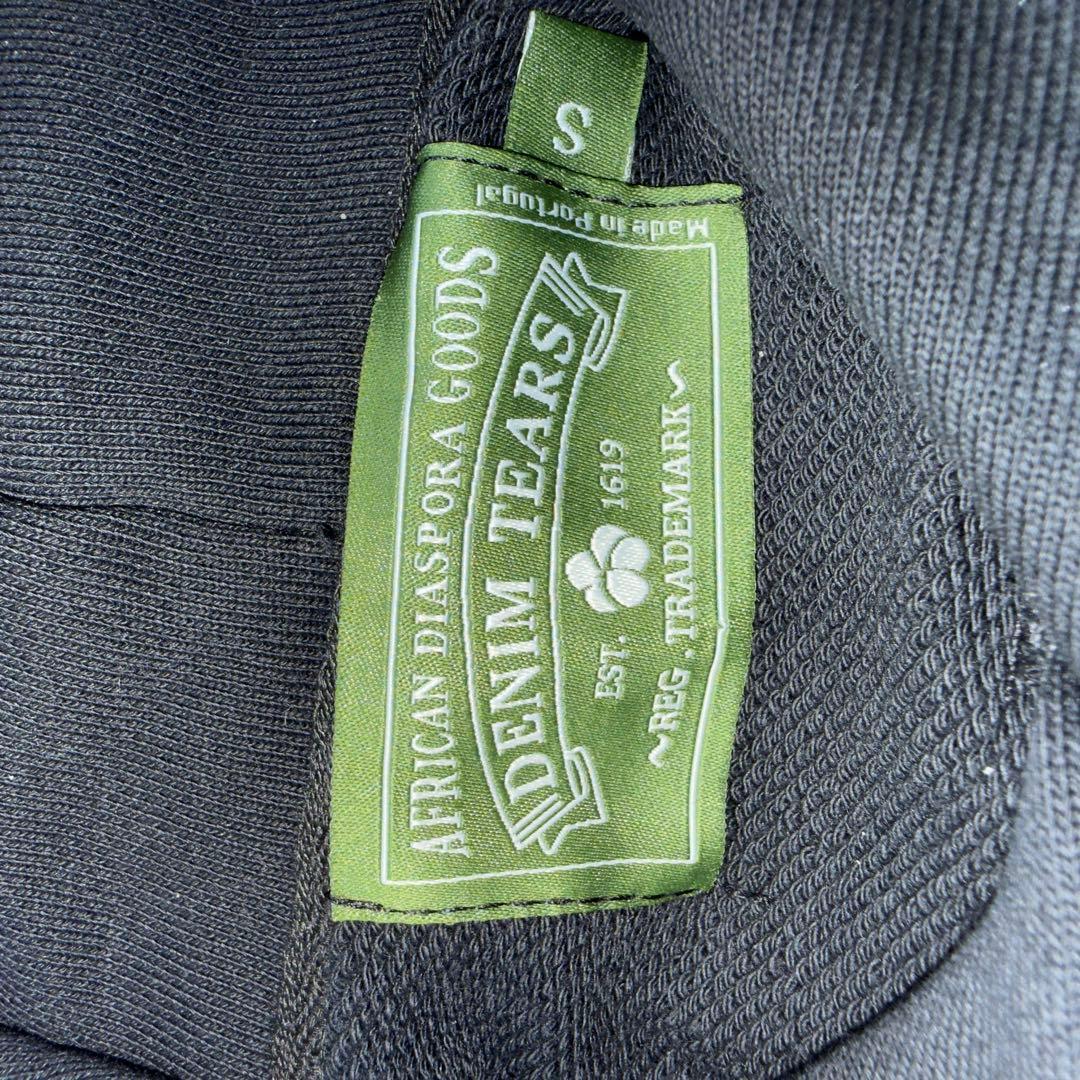 AFRICAN DIASPORA GOODS
DENIM TEARS
EST. 1619
~REG.TRADEMARK~
Made in Portugal
S